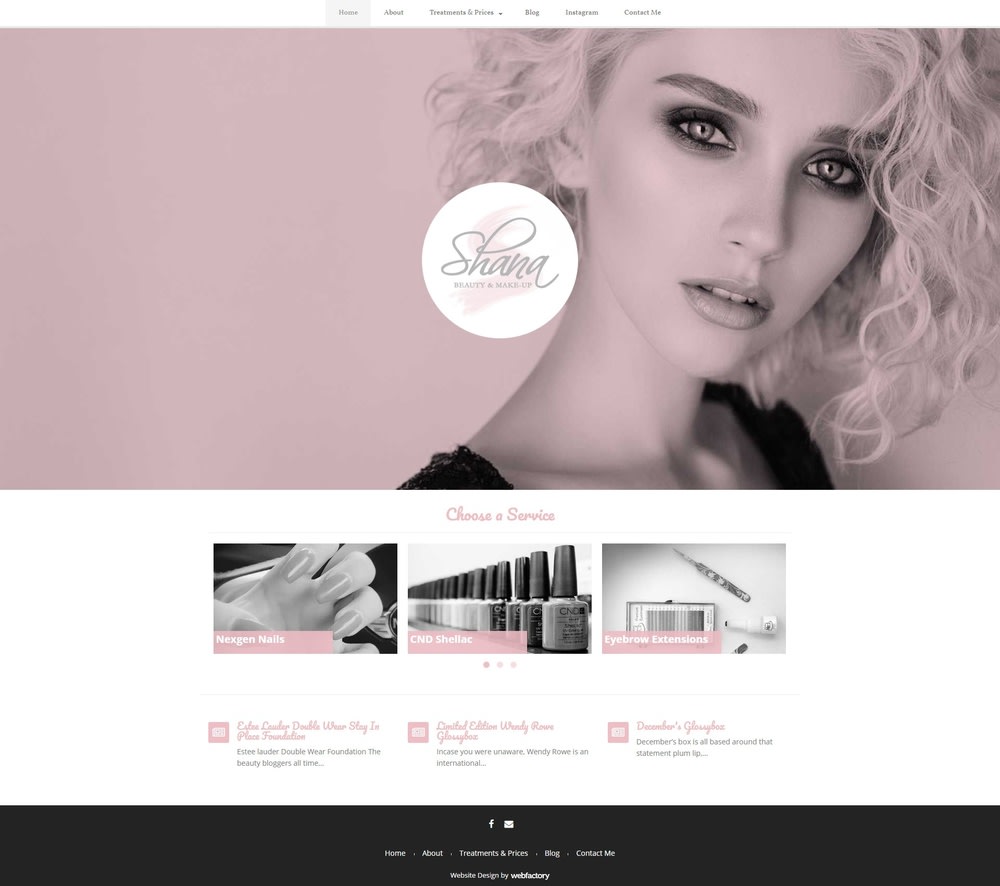 Home About Treatments & Prices Blog Instagram Contact Me
Shana
BEAUTY & MAKE-UP
Choose a Service
Nexgen Nails
CND Shellac
Eyebrow Extensions
Estee Lauder Double Wear Stay In
Place Foundation
Estee lauder Double Wear Foundation The
beauty bloggers all time...
Limited Edition Wendy Rowe
Glossybox
Incase you were unaware, Wendy Rowe is an
international...
December's Glossybox
December's box is all based around that
statement plum lip....
Home About Treatments & Prices Blog Contact Me
Website Design by webfactory